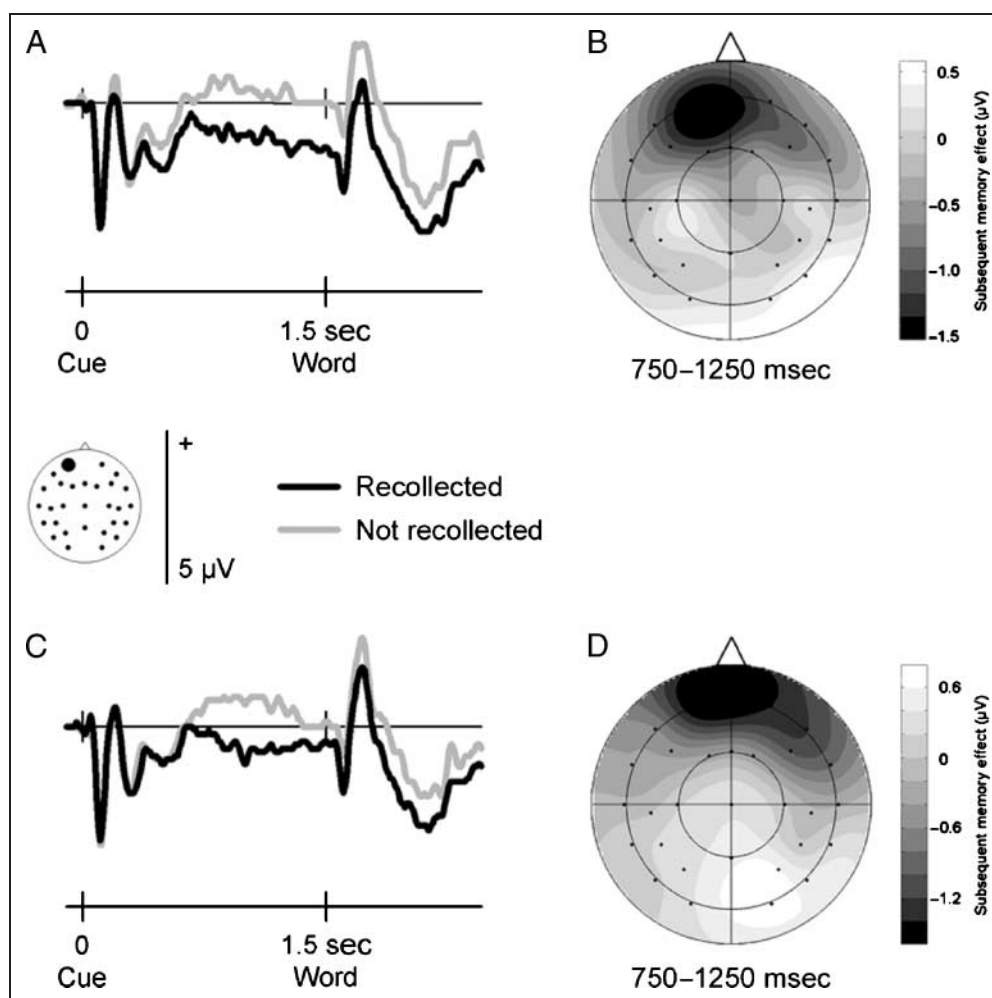 A
B
0.5
0
-0.5
-1.0
-1.5
Subsequent memory effect (µV)
0
1.5 sec
Cue
Word
750–1250 msec
+
5 µV
Recollected
Not recollected
C
D
0.6
0
-0.6
-1.2
Subsequent memory effect (µV)
0
1.5 sec
Cue
Word
750–1250 msec